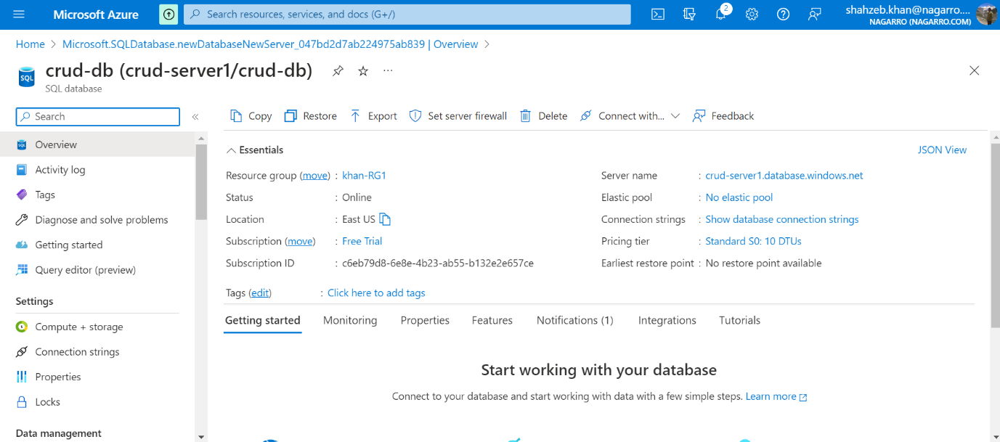 Microsoft Azure
Search resources, services, and docs (G+/)
2
shahzeb.khan@nagarro....
NAGARRO (NAGARRO.COM)
Home > Microsoft.SQLDatabase.newDatabaseNewServer_047bd2d7ab224975ab839 | Overview >
SQL
crud-db (crud-server1/crud-db)
SQL database
Search
Overview
Activity log
Tags
Diagnose and solve problems
Getting started
Query editor (preview)
Settings
Compute + storage
Connection strings
Properties
Locks
Data management
Copy Restore Export Set server firewall Delete Connect with... Feedback
Essentials
JSON View
Resource group (move) : khan-RG1
Status : Online
Location : East US
Subscription (move) : Free Trial
Subscription ID : c6eb79d8-6e8e-4b23-ab55-b132e2e657ce
Server name : crud-server1.database.windows.net
Elastic pool : No elastic pool
Connection strings : Show database connection strings
Pricing tier : Standard S0: 10 DTUs
Earliest restore point : No restore point available
Tags (edit) : Click here to add tags
Getting started Monitoring Properties Features Notifications (1) Integrations Tutorials
Start working with your database
Connect to your database and start working with data with a few simple steps. Learn more